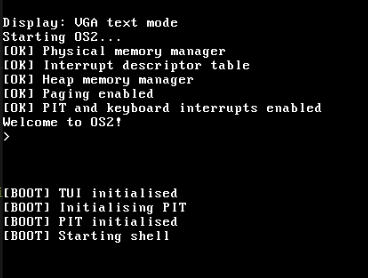 Display: VGA text mode
Starting OS2...
[OK] Physical memory manager
[OK] Interrupt descriptor table
[OK] Heap memory manager
[OK] Paging enabled
[OK] PIT and keyboard interrupts enabled
Welcome to OS2!
>
[BOOT] TUI initialised
[BOOT] Initialising PIT
[BOOT] PIT initialised
[BOOT] Starting shell